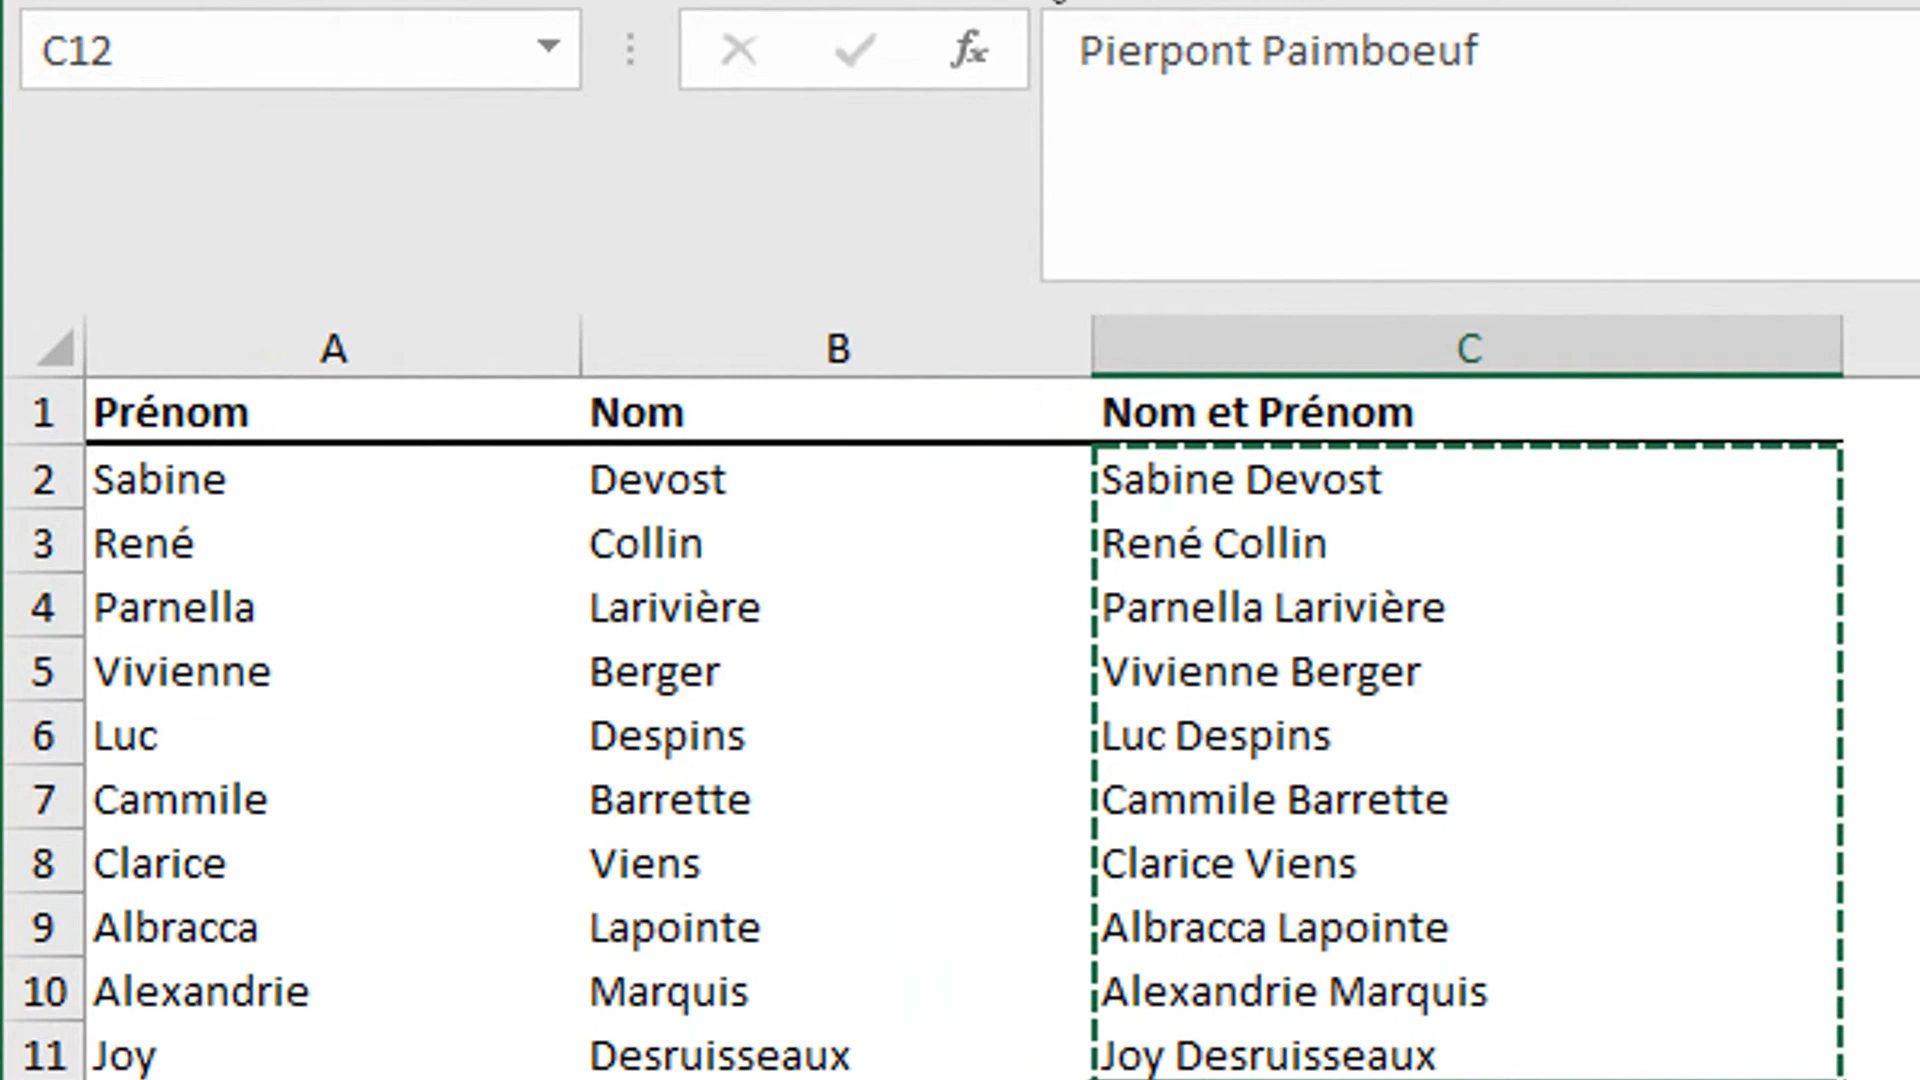 C12 fx Pierpont Paimboeuf
A B C
1 Prénom Nom Nom et Prénom
2 Sabine Devost Sabine Devost
3 René Collin René Collin
4 Parnella Larivière Parnella Larivière
5 Vivienne Berger Vivienne Berger
6 Luc Despins Luc Despins
7 Cammile Barrette Cammile Barrette
8 Clarice Viens Clarice Viens
9 Albracca Lapointe Albracca Lapointe
10 Alexandrie Marquis Alexandrie Marquis
11 Joy Desruisseaux Joy Desruisseaux